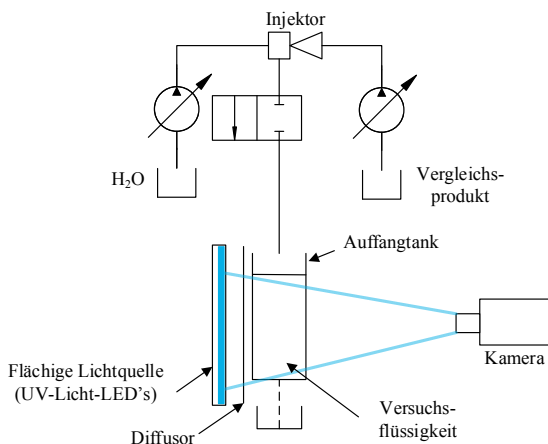 Injektor
H₂O
Vergleichs-
produkt
Auffangtank
Kamera
Flächige Lichtquelle
(UV-Licht-LED's)
Versuchs-
flüssigkeit
Diffusor